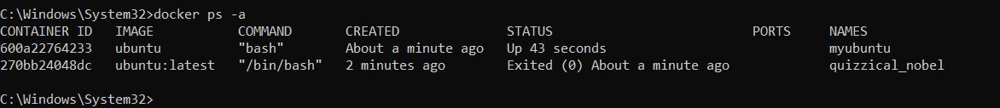 C:\Windows\System32>docker ps -a
CONTAINER ID   IMAGE           COMMAND       CREATED              STATUS                          PORTS     NAMES
600a22764233   ubuntu          "bash"        About a minute ago   Up 43 seconds                             myubuntu
270bb24048dc   ubuntu:latest   "/bin/bash"   2 minutes ago        Exited (0) About a minute ago             quizzical_nobel
C:\Windows\System32>